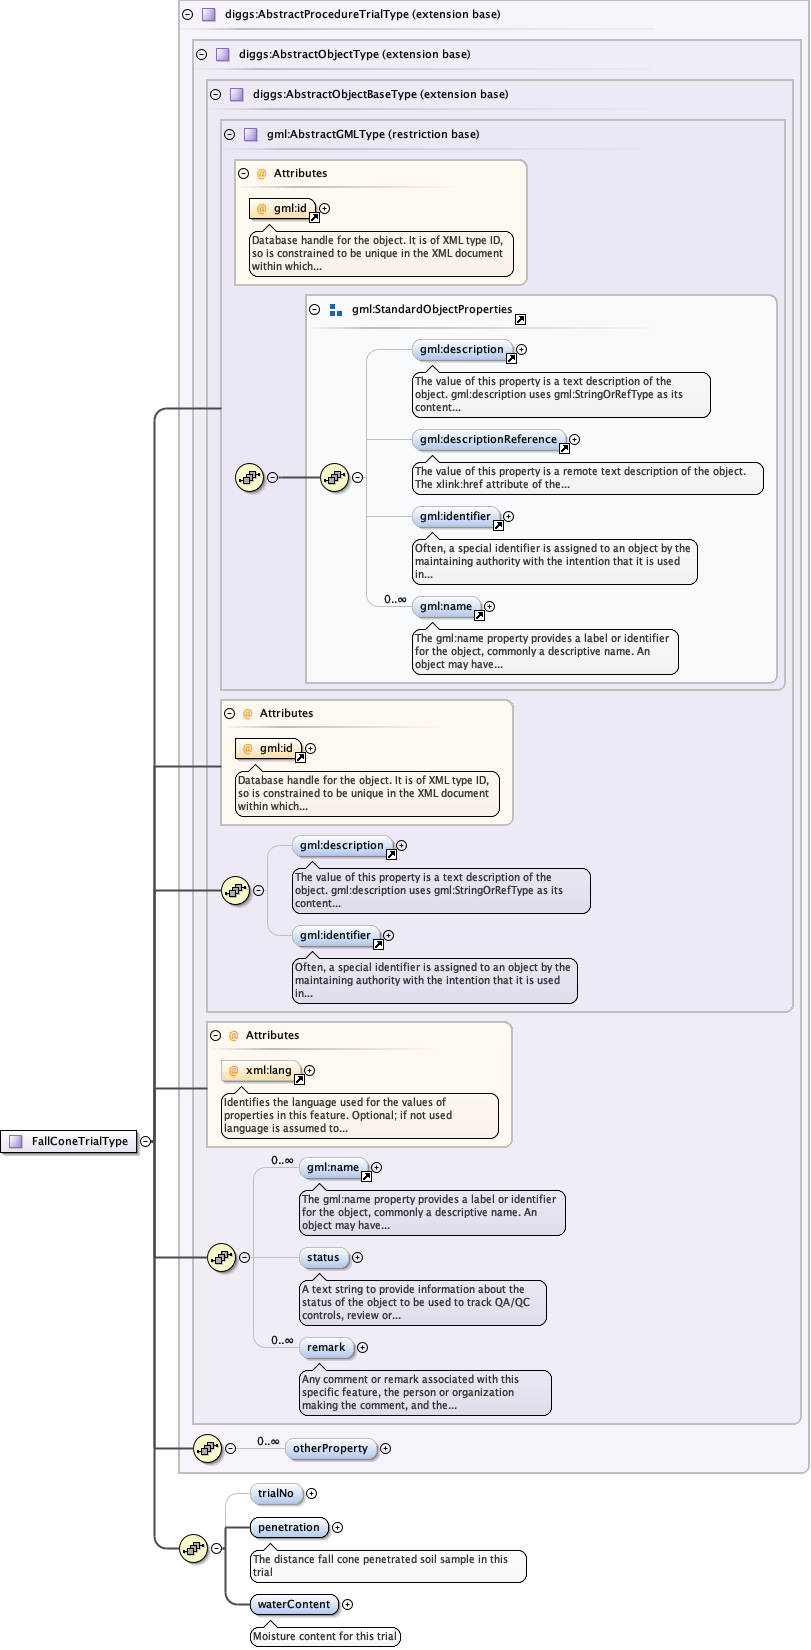 diggs:AbstractProcedureTrialType (extension base)
diggs:AbstractObjectType (extension base)
diggs:AbstractObjectBaseType (extension base)
gml:AbstractGMLType (restriction base)
@ Attributes
@ gml:id
Database handle for the object. It is of XML type ID,
so is constrained to be unique in the XML document
within which...
gml:StandardObjectProperties
gml:description
The value of this property is a text description of the
object. gml:description uses gml:StringOrRefType as its
content...
gml:descriptionReference
The value of this property is a remote text description of the object.
The xlink:href attribute of the...
gml:identifier
Often, a special identifier is assigned to an object by the
maintaining authority with the intention that it is used
in...
0..∞
gml:name
The gml:name property provides a label or identifier
for the object, commonly a descriptive name. An
object may have...
@ Attributes
@ gml:id
Database handle for the object. It is of XML type ID,
so is constrained to be unique in the XML document
within which...
gml:description
The value of this property is a text description of the
object. gml:description uses gml:StringOrRefType as its
content...
gml:identifier
Often, a special identifier is assigned to an object by the
maintaining authority with the intention that it is used
in...
@ Attributes
@ xml:lang
Identifies the language used for the values of
properties in this feature. Optional; if not used
language is assumed to...
FallConeTrialType
0..∞
gml:name
The gml:name property provides a label or identifier
for the object, commonly a descriptive name. An
object may have...
status
A text string to provide information about the
status of the object to be used to track QA/QC
controls, review or...
0..∞
remark
Any comment or remark associated with this
specific feature, the person or organization
making the comment, and the...
0..∞
otherProperty
trialNo
penetration
The distance fall cone penetrated soil sample in this
trial
waterContent
Moisture content for this trial